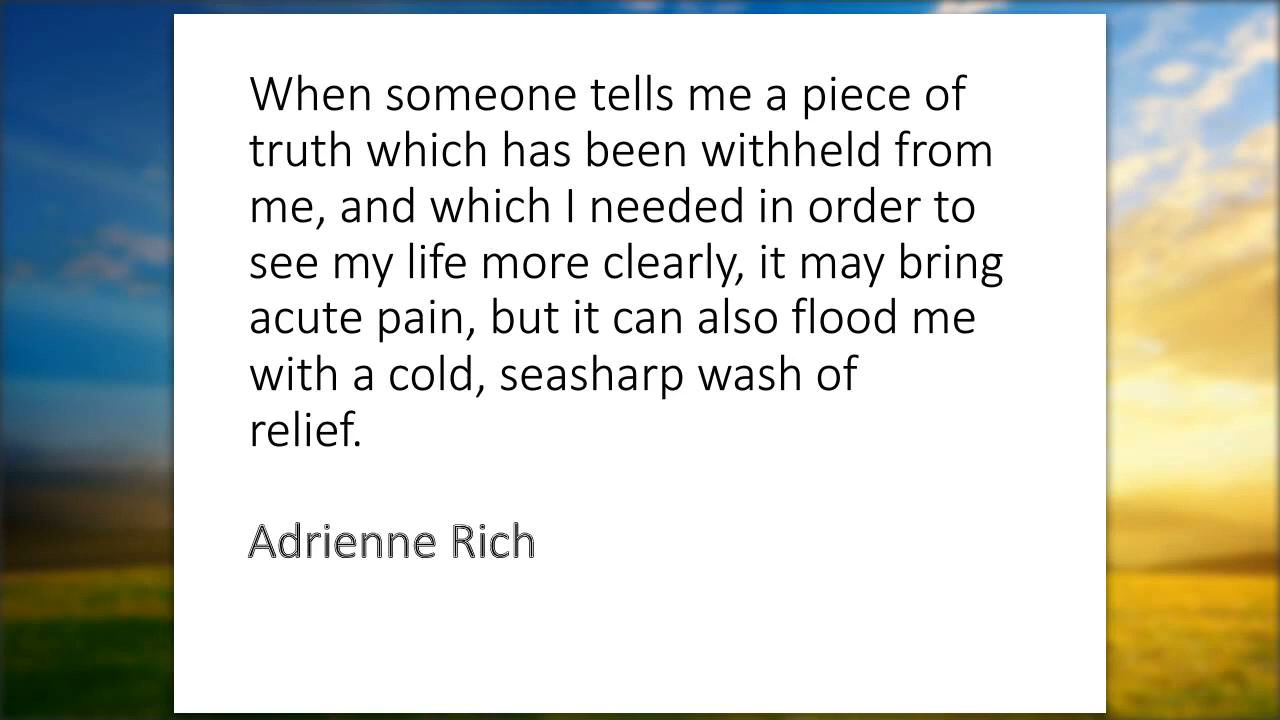 When someone tells me a piece of
truth which has been withheld from
me, and which I needed in order to
see my life more clearly, it may bring
acute pain, but it can also flood me
with a cold, seasharp wash of
relief.
Adrienne Rich